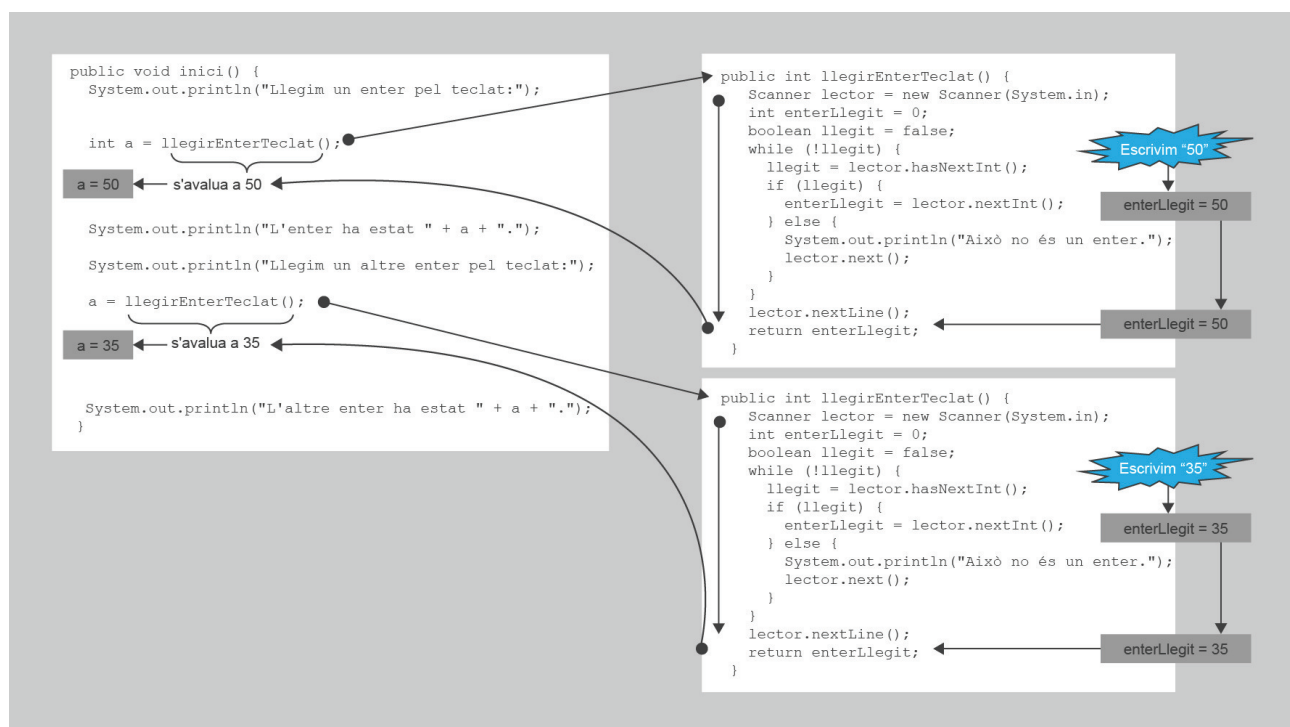 public void inici() {
System.out.println("Llegim un enter pel teclat:");
int a = llegirEnterTeclat();
a = 50
s'avalua a 50
System.out.println("L'enter ha estat " + a + ".");
System.out.println("Llegim un altre enter pel teclat:");
a = llegirEnterTeclat();
a = 35
s'avalua a 35
System.out.println("L'altre enter ha estat " + a + ".");
}
public int llegirEnterTeclat() {
Scanner lector = new Scanner(System.in);
int enterLlegit = 0;
boolean llegit = false;
while (!llegit) {
llegit = lector.hasNextInt();
if (llegit) {
enterLlegit = lector.nextInt();
} else {
System.out.println("Això no és un enter.");
lector.next();
}
}
lector.nextLine();
return enterLlegit;
}
Escrivim "50"
enterLlegit = 50
enterLlegit = 50
public int llegirEnterTeclat() {
Scanner lector = new Scanner(System.in);
int enterLlegit = 0;
boolean llegit = false;
while (!llegit) {
llegit = lector.hasNextInt();
if (llegit) {
enterLlegit = lector.nextInt();
} else {
System.out.println("Això no és un enter.");
lector.next();
}
}
lector.nextLine();
return enterLlegit;
}
Escrivim "35"
enterLlegit = 35
enterLlegit = 35